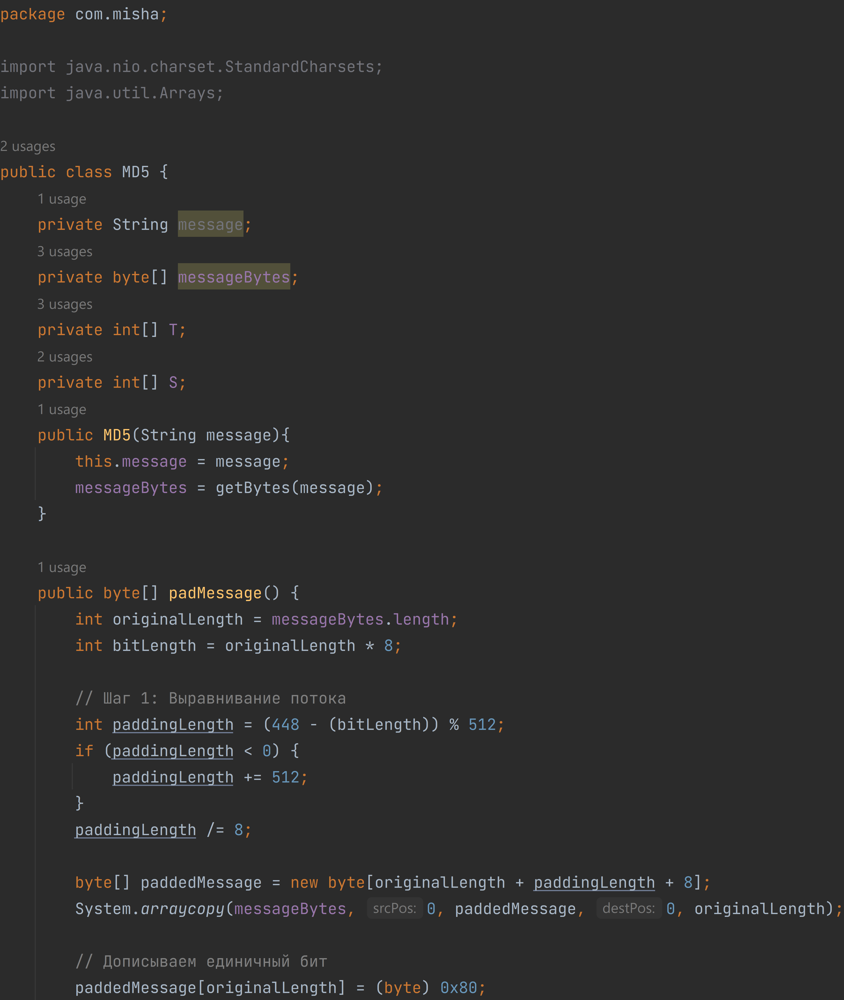 package com.misha;
import java.nio.charset.StandardCharsets;
import java.util.Arrays;
2 usages
public class MD5 {
1 usage
private String message;
3 usages
private byte[] messageBytes;
3 usages
private int[] T;
2 usages
private int[] S;
1 usage
public MD5(String message){
this.message = message;
messageBytes = getBytes(message);
}
1 usage
public byte[] padMessage() {
int originalLength = messageBytes.length;
int bitLength = originalLength * 8;
// Шаг 1: Выравнивание потока
int paddingLength = (448 - (bitLength)) % 512;
if (paddingLength < 0) {
paddingLength += 512;
}
paddingLength /= 8;
byte[] paddedMessage = new byte[originalLength + paddingLength + 8];
System.arraycopy(messageBytes, srcPos: 0, paddedMessage, destPos: 0, originalLength);
// Дописываем единичный бит
paddedMessage[originalLength] = (byte) 0x80;